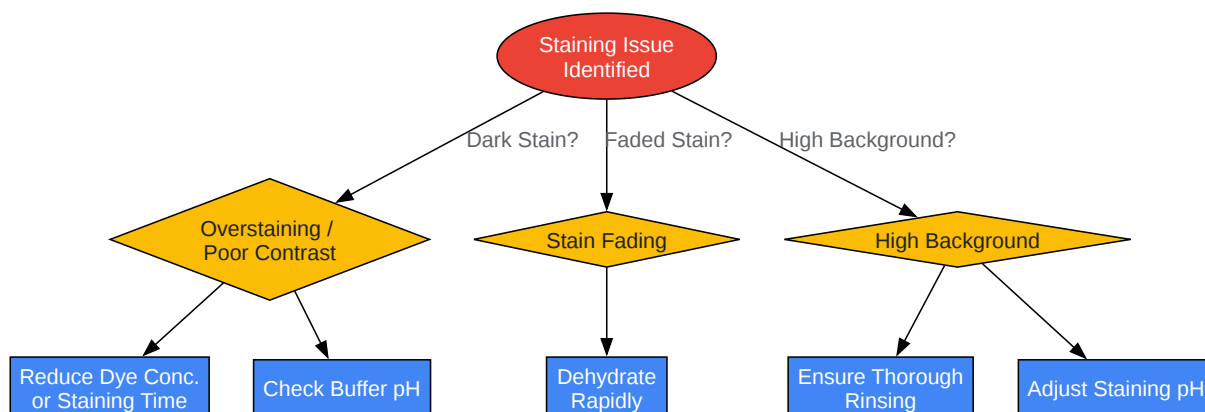 Staining Issue
Identified
Dark Stain?
Faded Stain?
High Background?
Overstaining /
Poor Contrast
Stain Fading
High Background
Reduce Dye Conc.
or Staining Time
Check Buffer pH
Dehydrate
Rapidly
Ensure Thorough
Rinsing
Adjust Staining pH